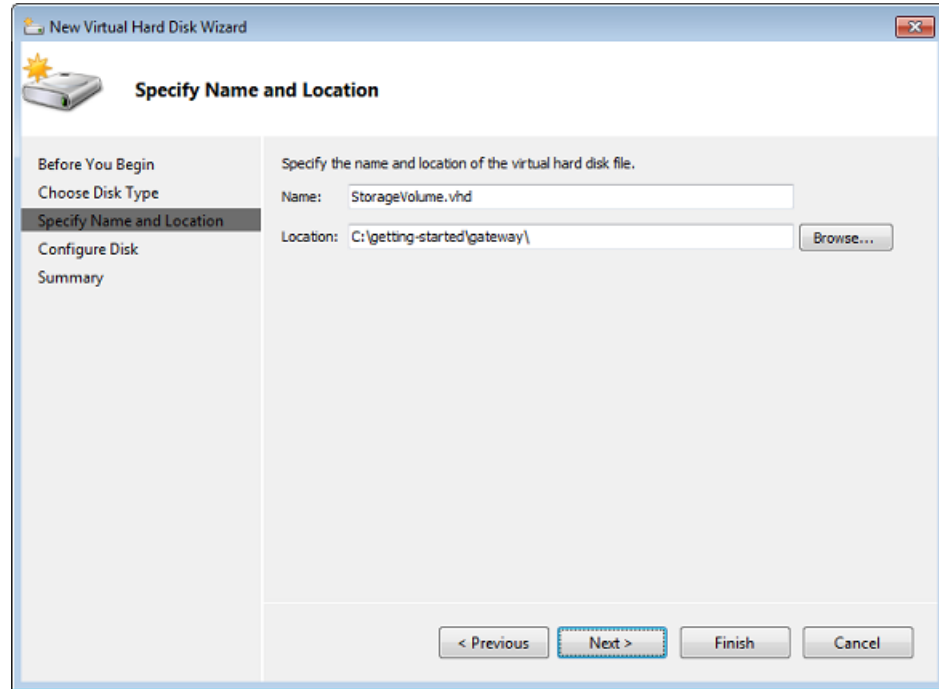 New Virtual Hard Disk Wizard
Specify Name and Location
Before You Begin
Choose Disk Type
Specify Name and Location
Configure Disk
Summary
Specify the name and location of the virtual hard disk file.
Name: StorageVolume.vhd
Location: C:\getting-started\gateway\ Browse...
< Previous Next > Finish Cancel